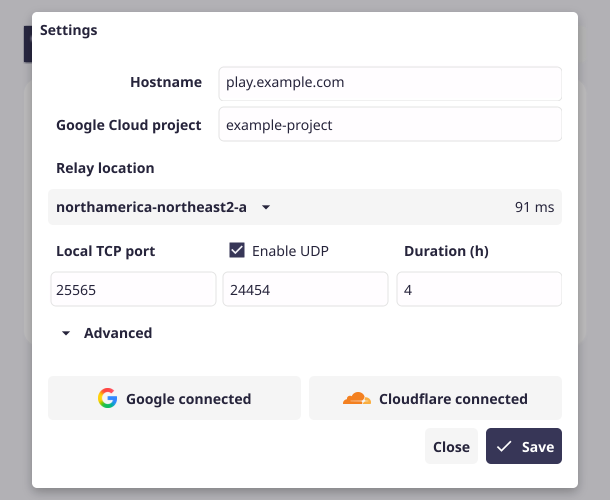 Settings
Hostname play.example.com
Google Cloud project example-project
Relay location
northamerica-northeast2-a 91 ms
Local TCP port Enable UDP Duration (h)
25565 24454 4
Advanced
Google connected Cloudflare connected
Close Save